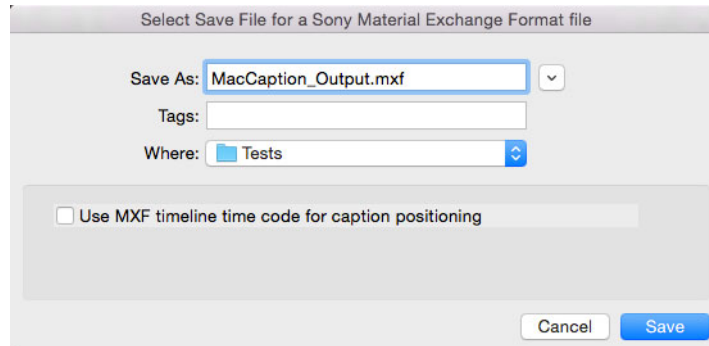 Select Save File for a Sony Material Exchange Format file
Save As: MacCaption_Output.mxf
Tags:
Where: Tests
Use MXF timeline time code for caption positioning
Cancel Save